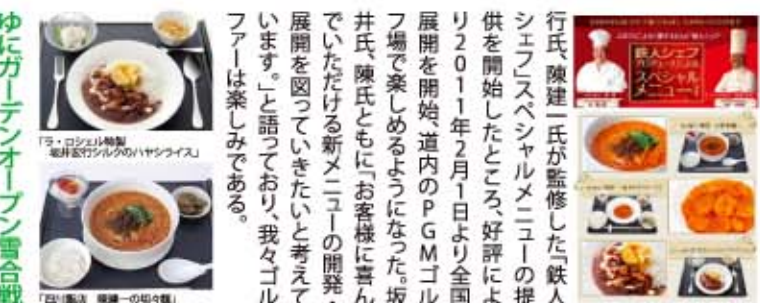 鉄人シェフ
スペシャル
メニュー!
行氏、陳建一氏が監修した「鉄人
シェフ」スペシャルメニューの提
供を開始したところ、好評によ
り2011年2月1日より全国
展開を開始、道内のPGMゴル
フ場で楽しめるようになった。坂
井氏、陳氏ともに「お客様に喜ん
でいただける新メニューの開発・
展開を図っていきたいと考えて
います。」と語っており、我々ゴル
ファーは楽しみである。
「ラ・ロシェル特製
坂井宏行シルクのハヤシライス」
「四川飯店 陳建一の坦々麺」
ゆにガーデンオープン雪合戦